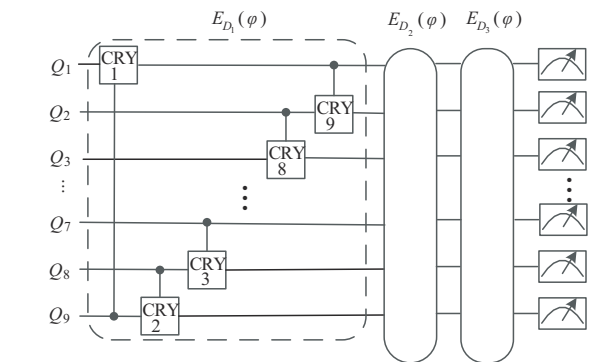 E_{D_1}(φ) E_{D_2}(φ) E_{D_3}(φ)
Q_1 CRY 1
Q_2 CRY 9
Q_3 CRY 8
⋮ ⋮ ⋮
Q_7
Q_8 CRY 3
Q_9 CRY 2